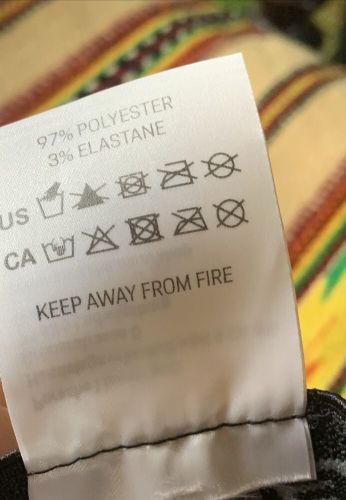 97% POLYESTER
3% ELASTANE
US
CA
KEEP AWAY FROM FIRE